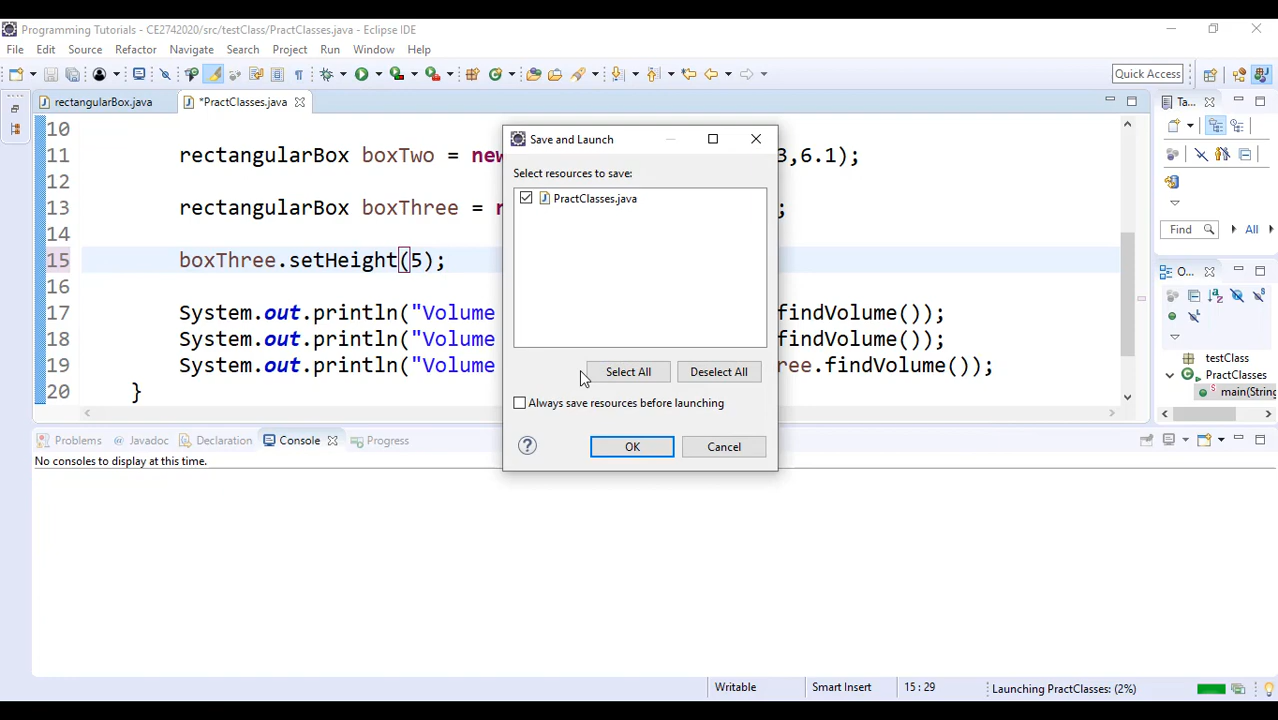 Programming Tutorials - CE2742020/src/testClass/PractClasses.java - Eclipse IDE
File Edit Source Refactor Navigate Search Project Run Window Help
Quick Access
rectangularBox.java *PractClasses.java Ta...
10
11 rectangularBox boxTwo = new 3,6.1);
12
13 rectangularBox boxThree = n ;
14
15 boxThree.setHeight(5);
16
17 System.out.println("Volume findVolume());
18 System.out.println("Volume findVolume());
19 System.out.println("Volume ree.findVolume());
20 }
Save and Launch
Select resources to save:
PractClasses.java
Select All Deselect All
Always save resources before launching
OK Cancel
Find All
O...
testClass
PractClasses
main(String
Problems Javadoc Declaration Console Progress
No consoles to display at this time.
Writable Smart Insert 15 : 29 Launching PractClasses: (2%)